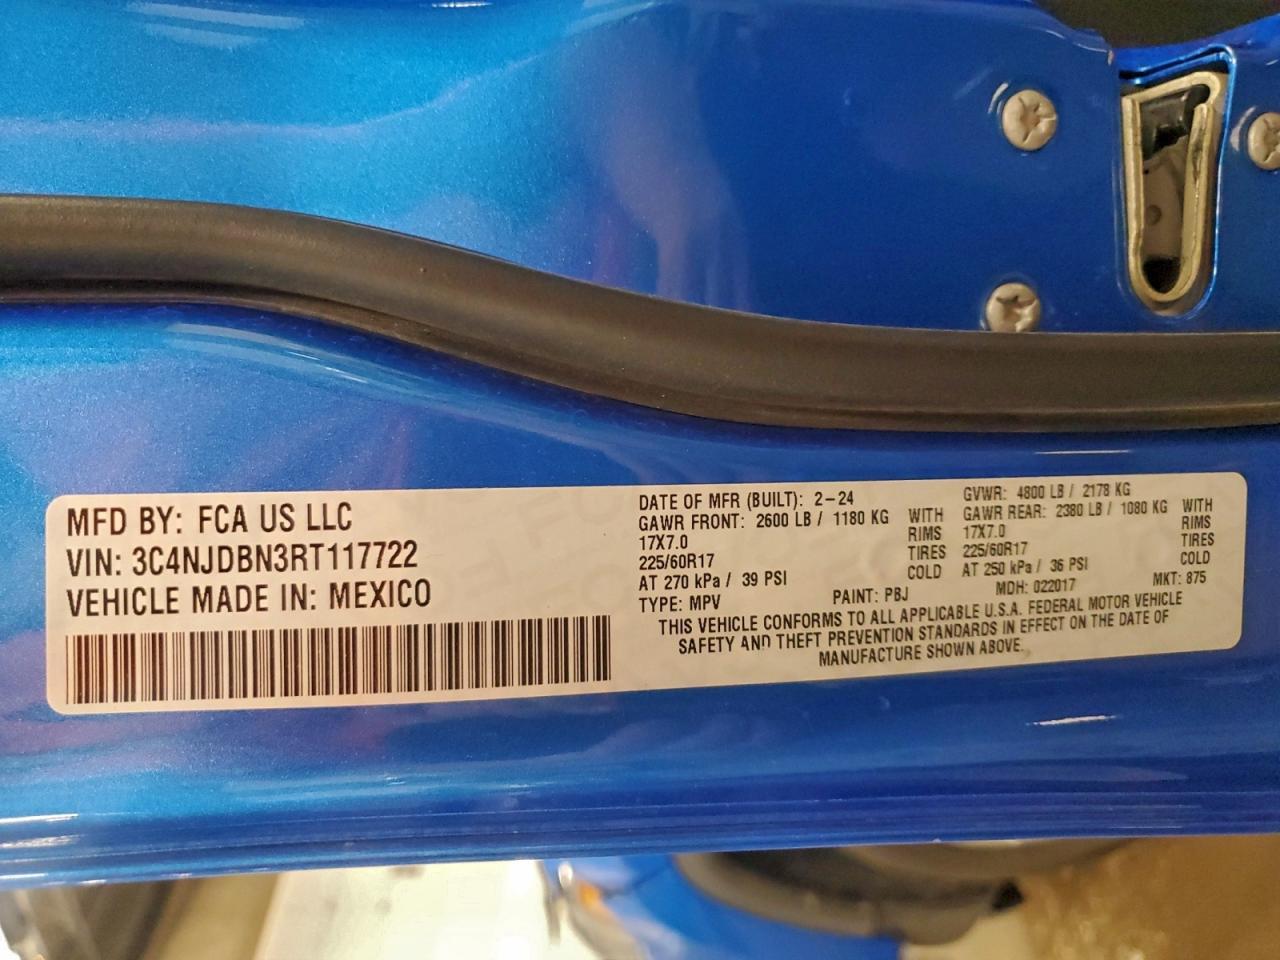 MFD BY: FCA US LLC
VIN: 3C4NJDBN3RT117722
VEHICLE MADE IN: MEXICO
DATE OF MFR (BUILT): 2-24
GVWR: 4800 LB / 2178 KG
GAWR FRONT: 2600 LB / 1180 KG WITH
GAWR REAR: 2380 LB / 1080 KG WITH
17X7.0 RIMS
17X7.0 RIMS
225/60R17 TIRES
225/60R17 TIRES
AT 270 kPa / 39 PSI COLD
AT 250 kPa / 36 PSI COLD
TYPE: MPV PAINT: PBJ MDH: 022017 MKT: 875
THIS VEHICLE CONFORMS TO ALL APPLICABLE U.S.A. FEDERAL MOTOR VEHICLE
SAFETY AND THEFT PREVENTION STANDARDS IN EFFECT ON THE DATE OF
MANUFACTURE SHOWN ABOVE.